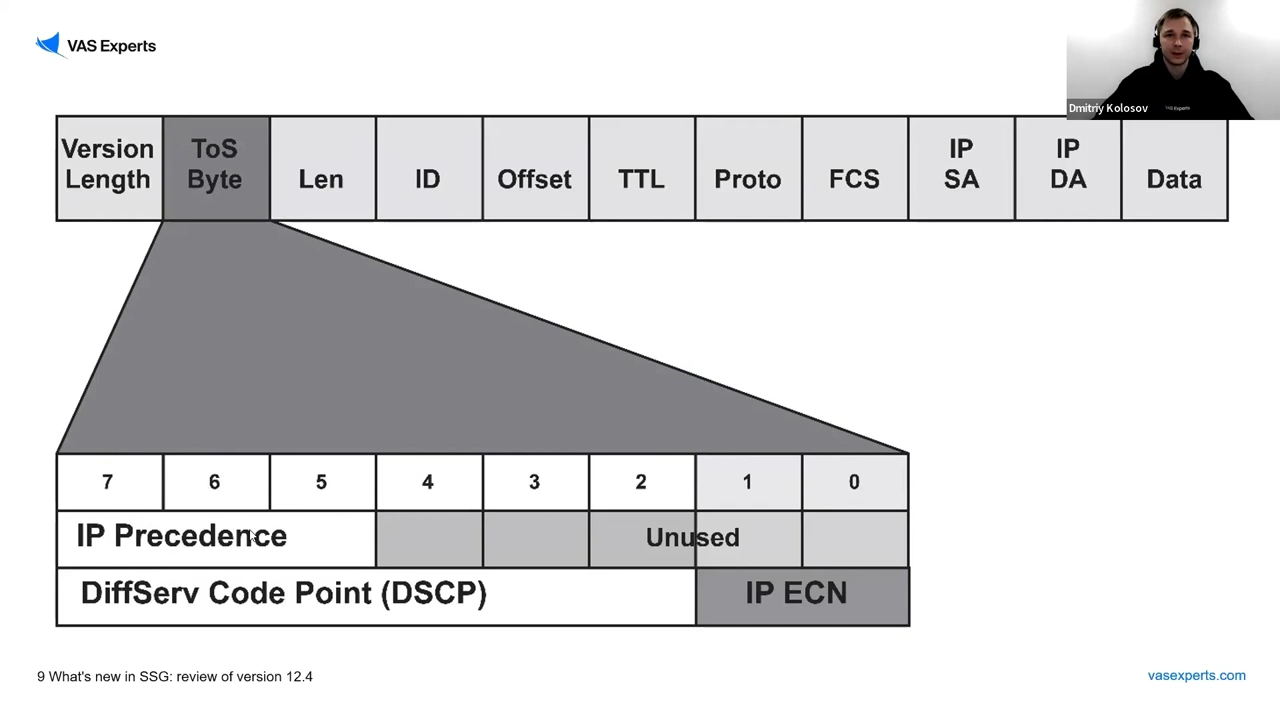 VAS Experts
Dmitriy Kolosov
VAS Experts
Version Length
ToS Byte
Len
ID
Offset
TTL
Proto
FCS
IP SA
IP DA
Data
7 6 5 4 3 2 1 0
IP Precedence
Unused
DiffServ Code Point (DSCP)
IP ECN
9 What's new in SSG: review of version 12.4
vasexperts.com